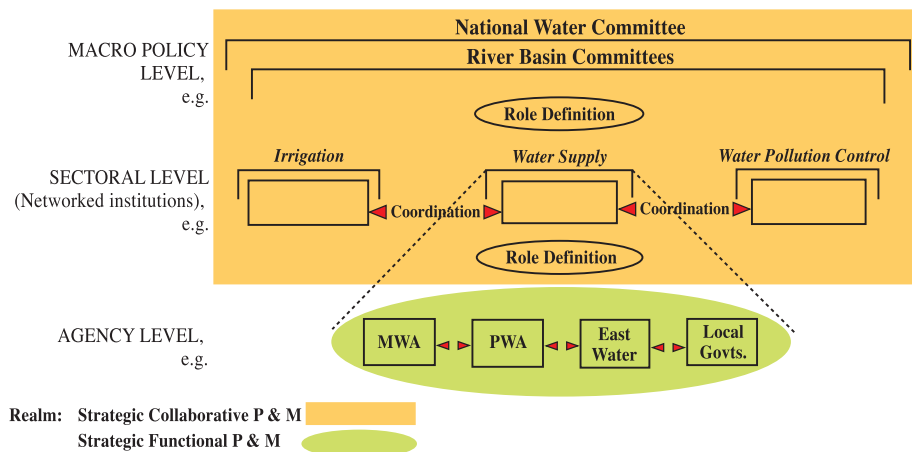 National Water Committee
MACRO POLICY
LEVEL,
e.g.
River Basin Committees
Role Definition
Irrigation
Water Supply
Water Pollution Control
SECTORAL LEVEL
(Networked institutions),
e.g.
Coordination
Coordination
Role Definition
AGENCY LEVEL,
e.g.
MWA
PWA
East
Water
Local
Govts.
Realm: Strategic Collaborative P & M
Strategic Functional P & M